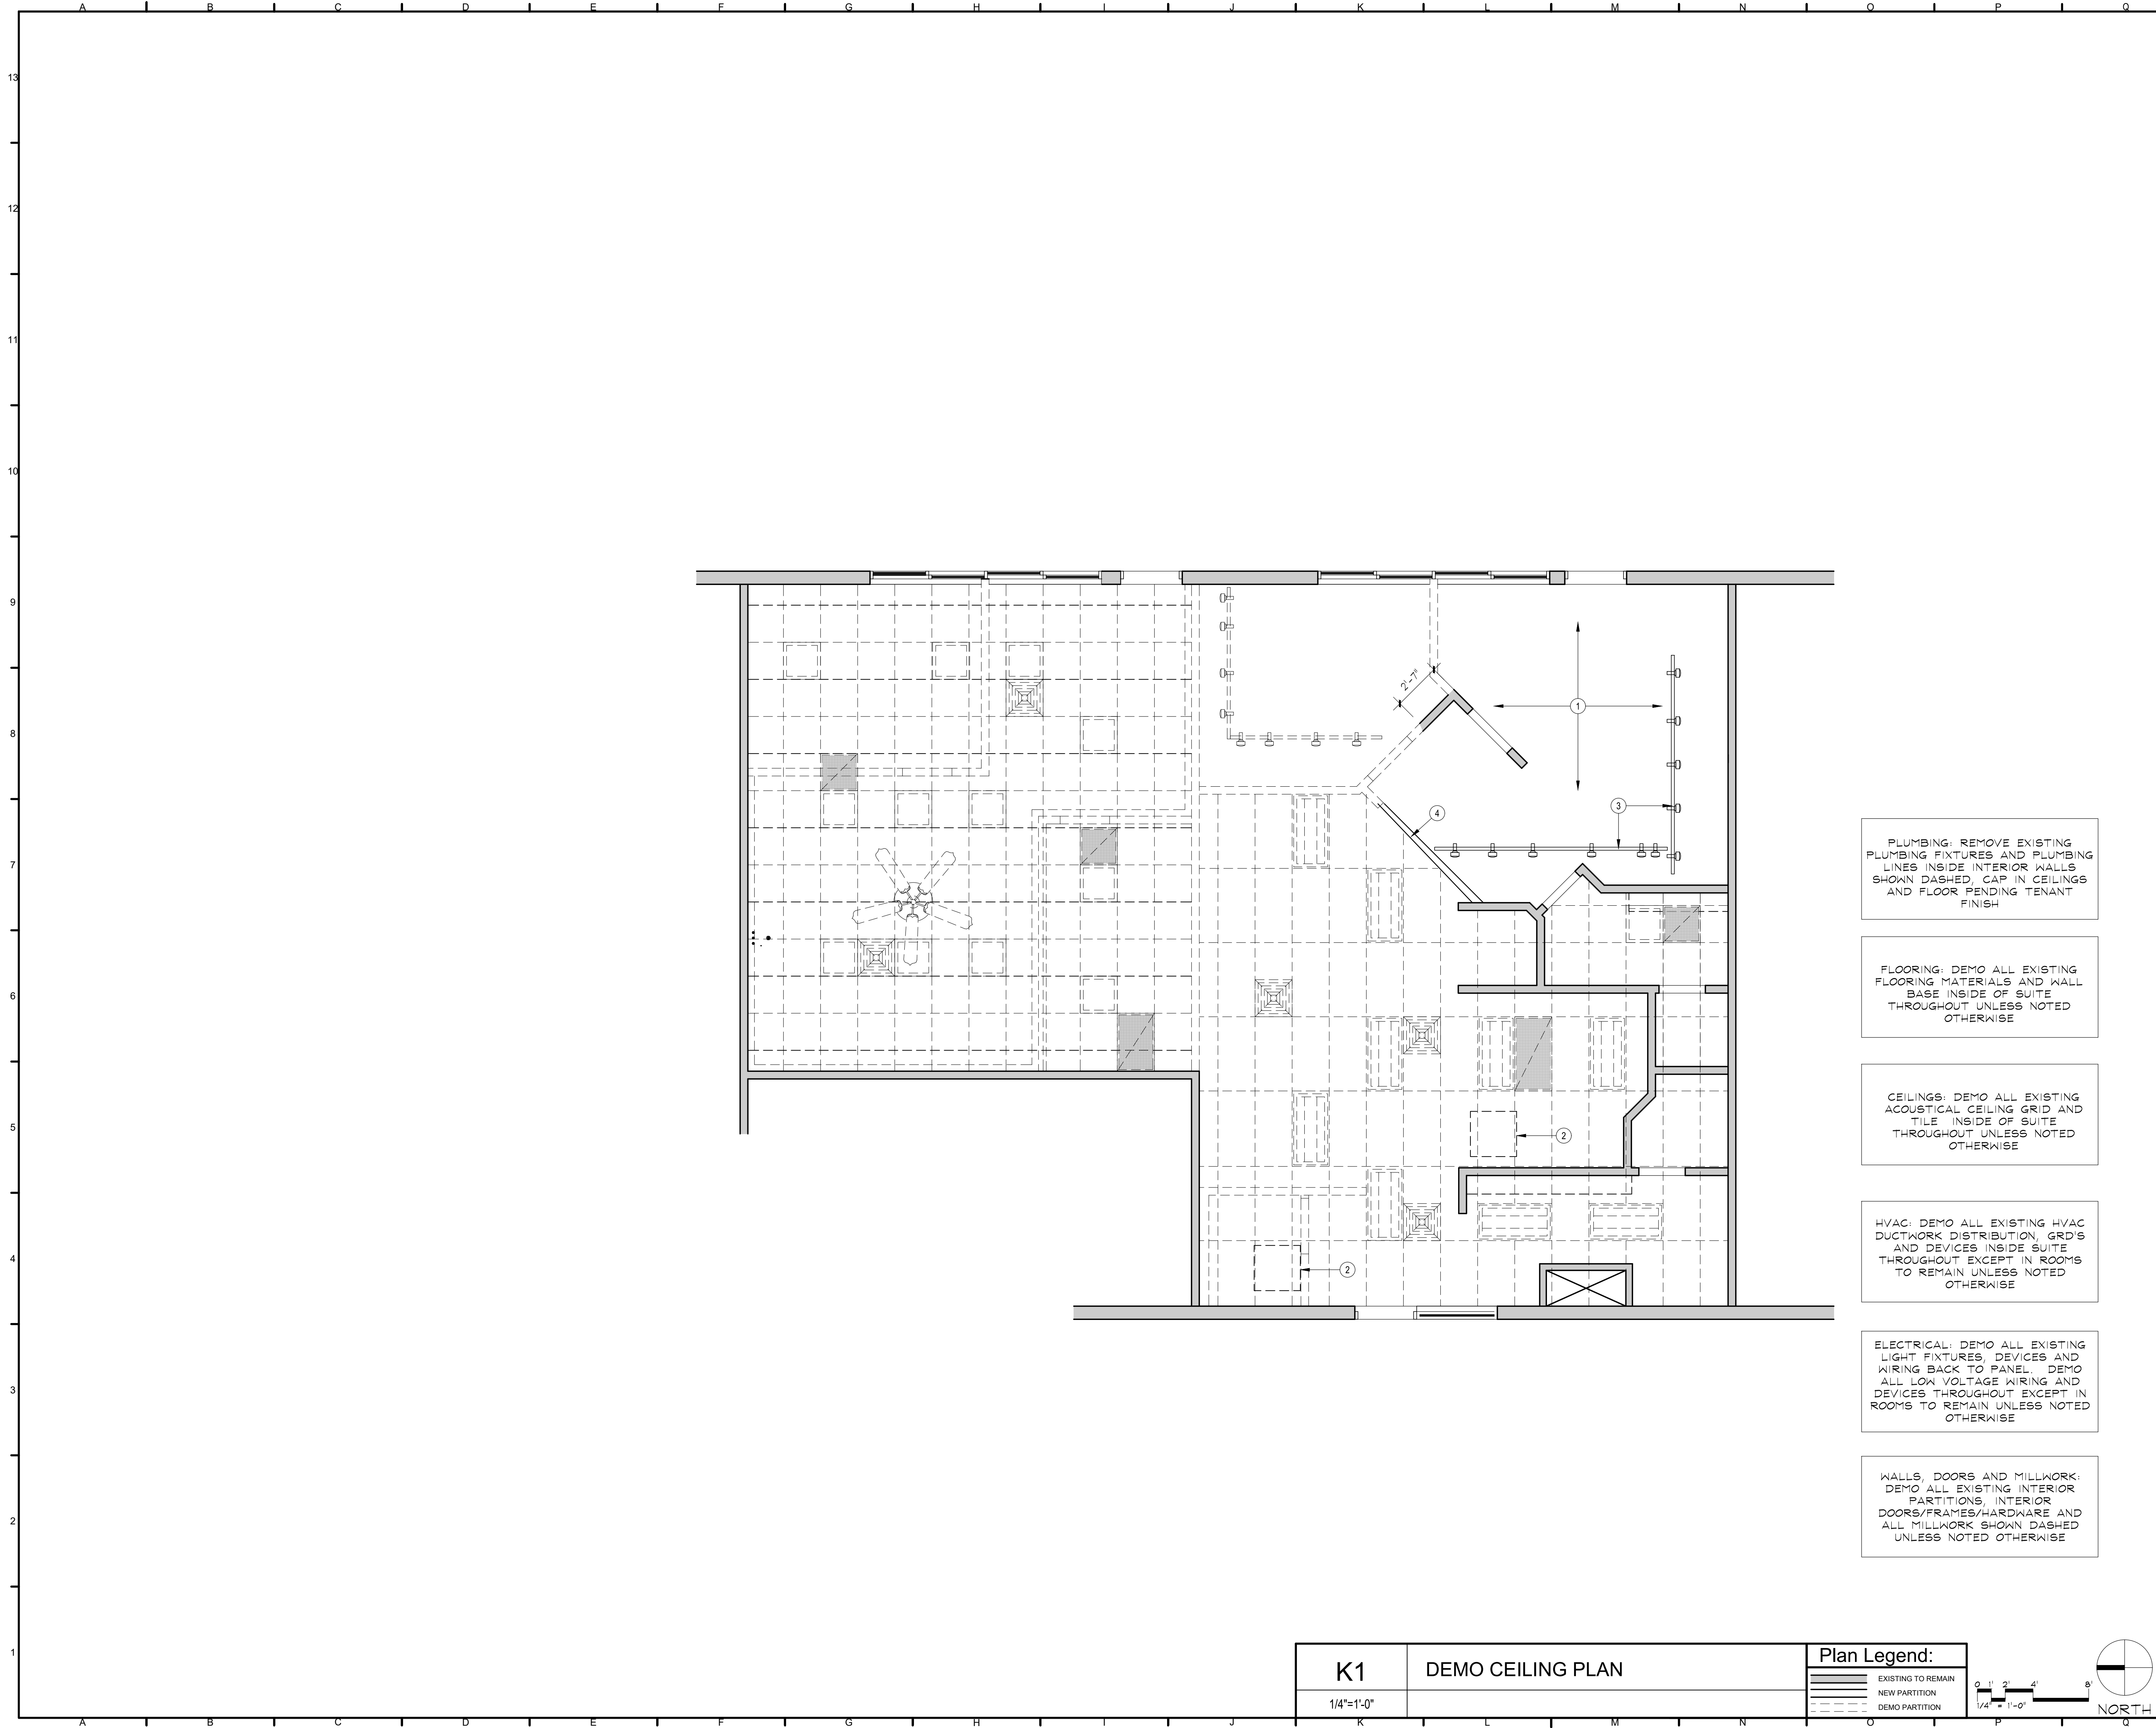 A B C D E F G H I J K L M N O P Q
13
12
11
10
9
8
7
6
5
4
3
2
1
2'-7"
1
3
4
2
2
PLUMBING: REMOVE EXISTING
PLUMBING FIXTURES AND PLUMBING
LINES INSIDE INTERIOR WALLS
SHOWN DASHED, CAP IN CEILINGS
AND FLOOR PENDING TENANT
FINISH
FLOORING: DEMO ALL EXISTING
FLOORING MATERIALS AND WALL
BASE INSIDE OF SUITE
THROUGHOUT UNLESS NOTED
OTHERWISE
CEILINGS: DEMO ALL EXISTING
ACOUSTICAL CEILING GRID AND
TILE INSIDE OF SUITE
THROUGHOUT UNLESS NOTED
OTHERWISE
HVAC: DEMO ALL EXISTING HVAC
DUCTWORK DISTRIBUTION, GRD'S
AND DEVICES INSIDE SUITE
THROUGHOUT EXCEPT IN ROOMS
TO REMAIN UNLESS NOTED
OTHERWISE
ELECTRICAL: DEMO ALL EXISTING
LIGHT FIXTURES, DEVICES AND
WIRING BACK TO PANEL. DEMO
ALL LOW VOLTAGE WIRING AND
DEVICES THROUGHOUT EXCEPT IN
ROOMS TO REMAIN UNLESS NOTED
OTHERWISE
WALLS, DOORS AND MILLWORK:
DEMO ALL EXISTING INTERIOR
PARTITIONS, INTERIOR
DOORS/FRAMES/HARDWARE AND
ALL MILLWORK SHOWN DASHED
UNLESS NOTED OTHERWISE
K1
DEMO CEILING PLAN
1/4"=1'-0"
Plan Legend:
EXISTING TO REMAIN
NEW PARTITION
DEMO PARTITION
0 1' 2' 4' 8'
1/4" = 1'-0"
NORTH
A B C D E F G H I J K L M N O P Q